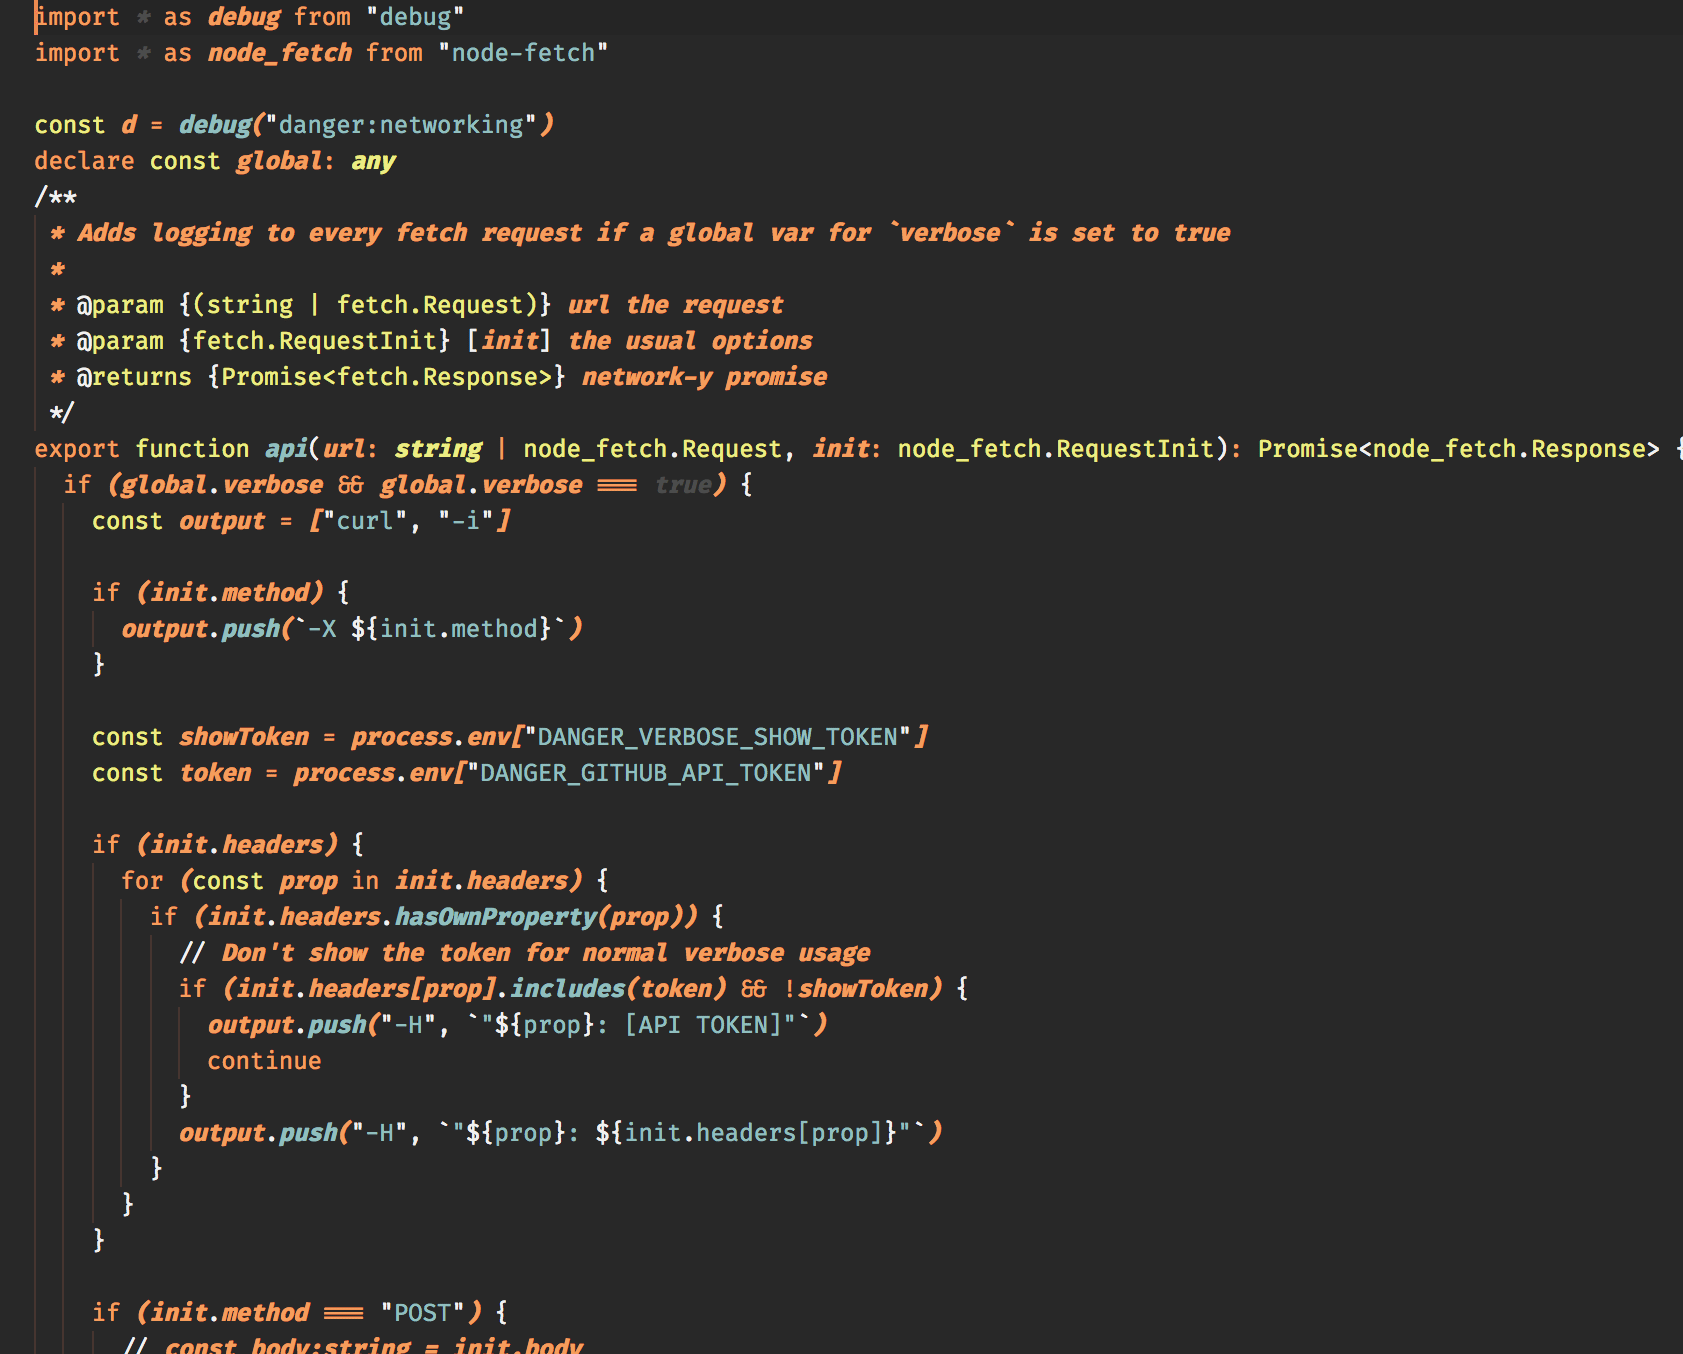 import * as debug from "debug"
import * as node_fetch from "node-fetch"
const d = debug("danger:networking")
declare const global: any
/**
* Adds logging to every fetch request if a global var for `verbose` is set to true
*
* @param {(string | fetch.Request)} url the request
* @param {fetch.RequestInit} [init] the usual options
* @returns {Promise<fetch.Response>} network-y promise
*/
export function api(url: string | node_fetch.Request, init: node_fetch.RequestInit): Promise<node_fetch.Response> {
if (global.verbose && global.verbose === true) {
const output = ["curl", "-i"]
if (init.method) {
output.push(`-X ${init.method}`)
}
const showToken = process.env["DANGER_VERBOSE_SHOW_TOKEN"]
const token = process.env["DANGER_GITHUB_API_TOKEN"]
if (init.headers) {
for (const prop in init.headers) {
if (init.headers.hasOwnProperty(prop)) {
// Don't show the token for normal verbose usage
if (init.headers[prop].includes(token) && !showToken) {
output.push("-H", `"${prop}: [API TOKEN]"`)
continue
}
output.push("-H", `"${prop}: ${init.headers[prop]}"`)
}
}
}
if (init.method === "POST") {
// const body:string = init.body